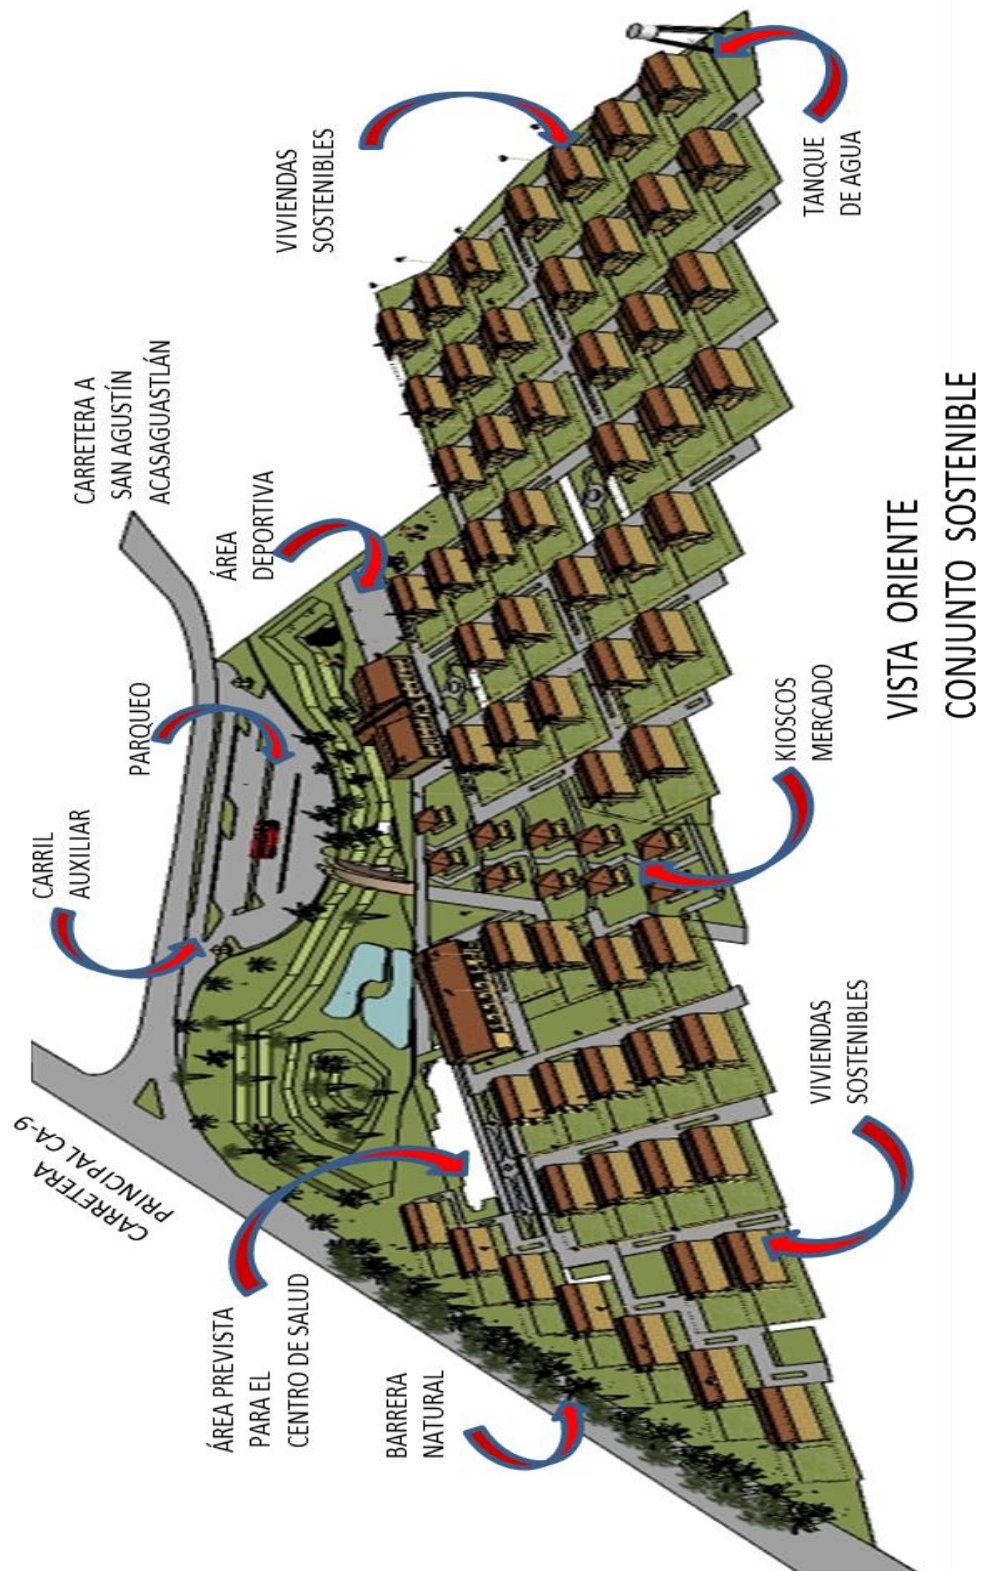 CARRETERA
PRINCIPAL CA-9
CARRIL
AUXILIAR
CARRETERA A
SAN AGUSTÍN
ACASAGUASTLÁN
PARQUEO
ÁREA PREVISTA
PARA EL
CENTRO DE SALUD
ÁREA
DEPORTIVA
VIVIENDAS
SOSTENIBLES
BARRERA
NATURAL
VIVIENDAS
SOSTENIBLES
KIOSCOS
MERCADO
TANQUE
DE AGUA
VISTA ORIENTE
CONJUNTO SOSTENIBLE